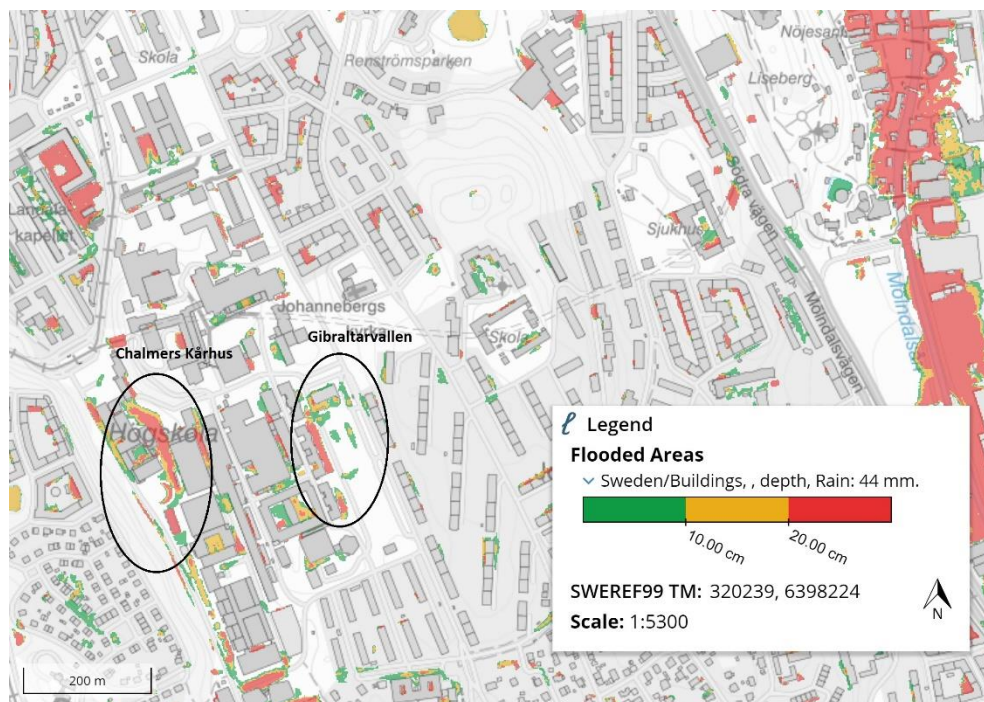 Skola
Renströmsparken
Nöjesanl
Liseberg
Södra vägen
Landala
kapellet
Sjukhus
Mölndalsvägen
Johannebergs
kyrka
Skola
Gibraltarvallen
Chalmers Kårhus
Högskola
Legend
Flooded Areas
Sweden/Buildings, , depth, Rain: 44 mm.
10.00 cm
20.00 cm
SWEREF99 TM: 320239, 6398224
Scale: 1:5300
N
200 m